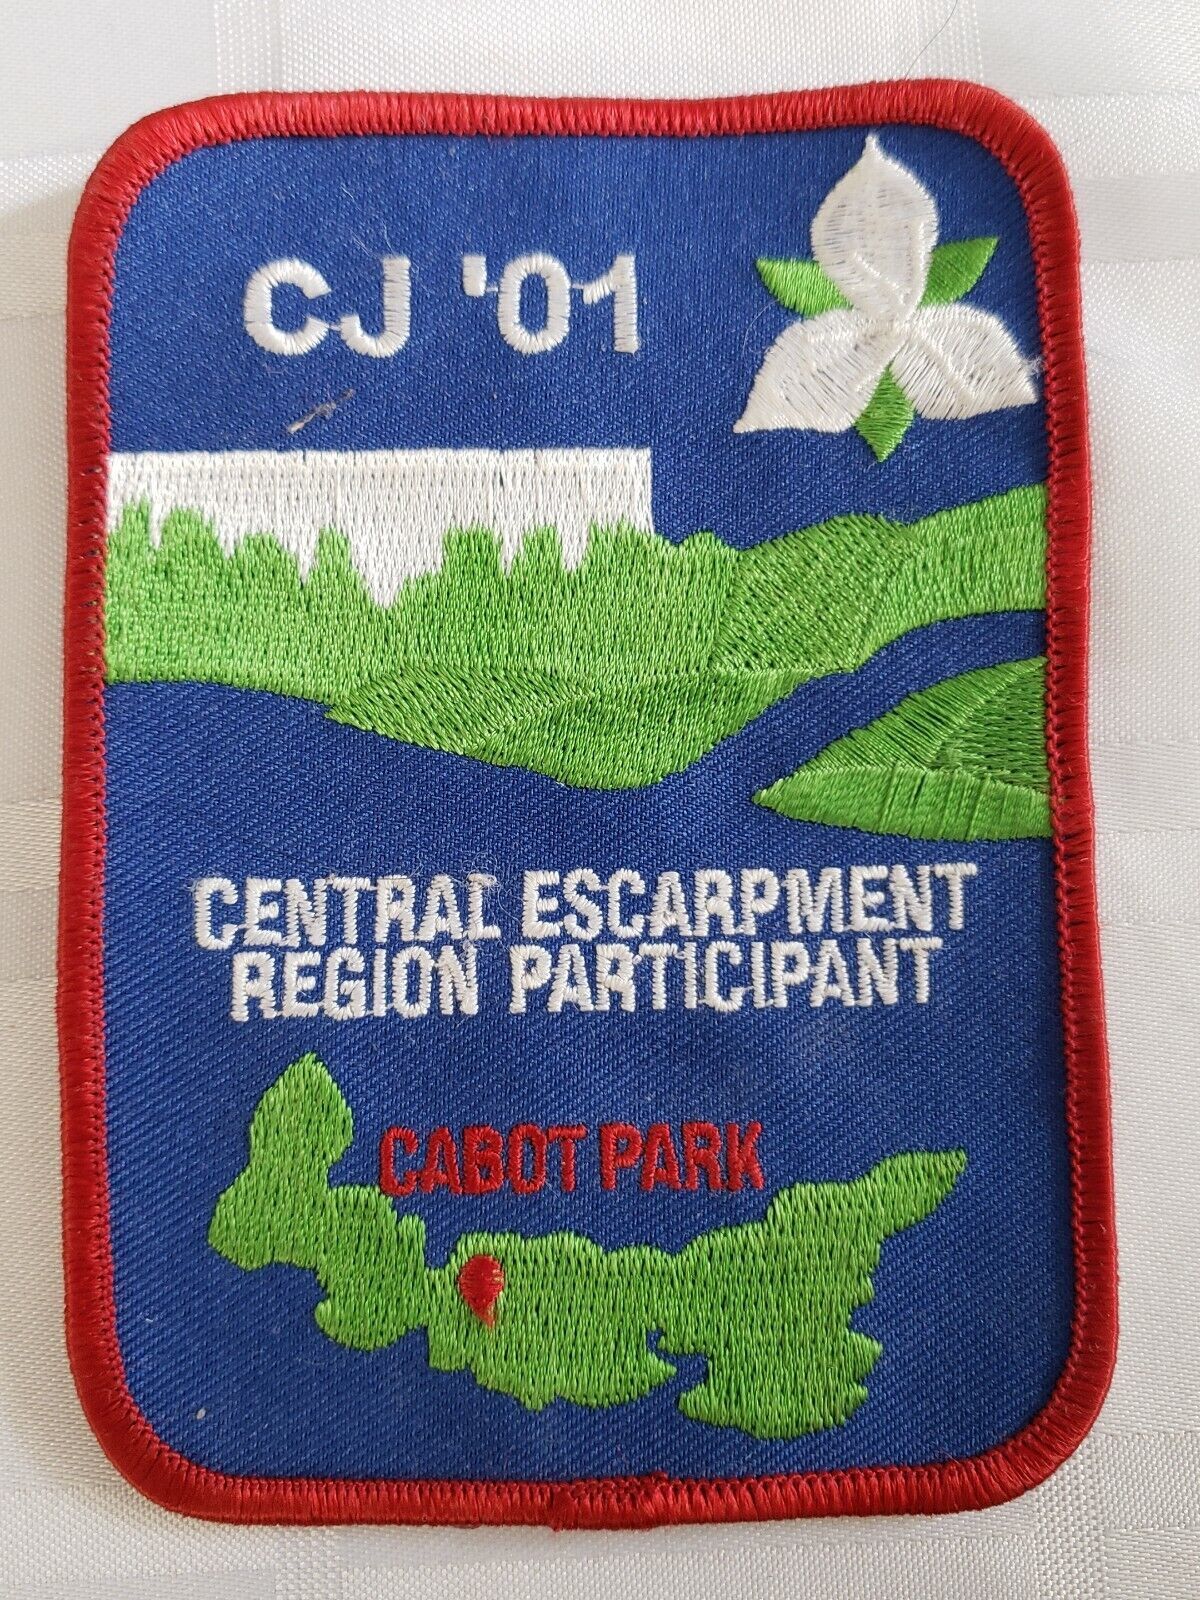 CJ '01
CENTRAL ESCARPMENT
REGION PARTICIPANT
CABOT PARK